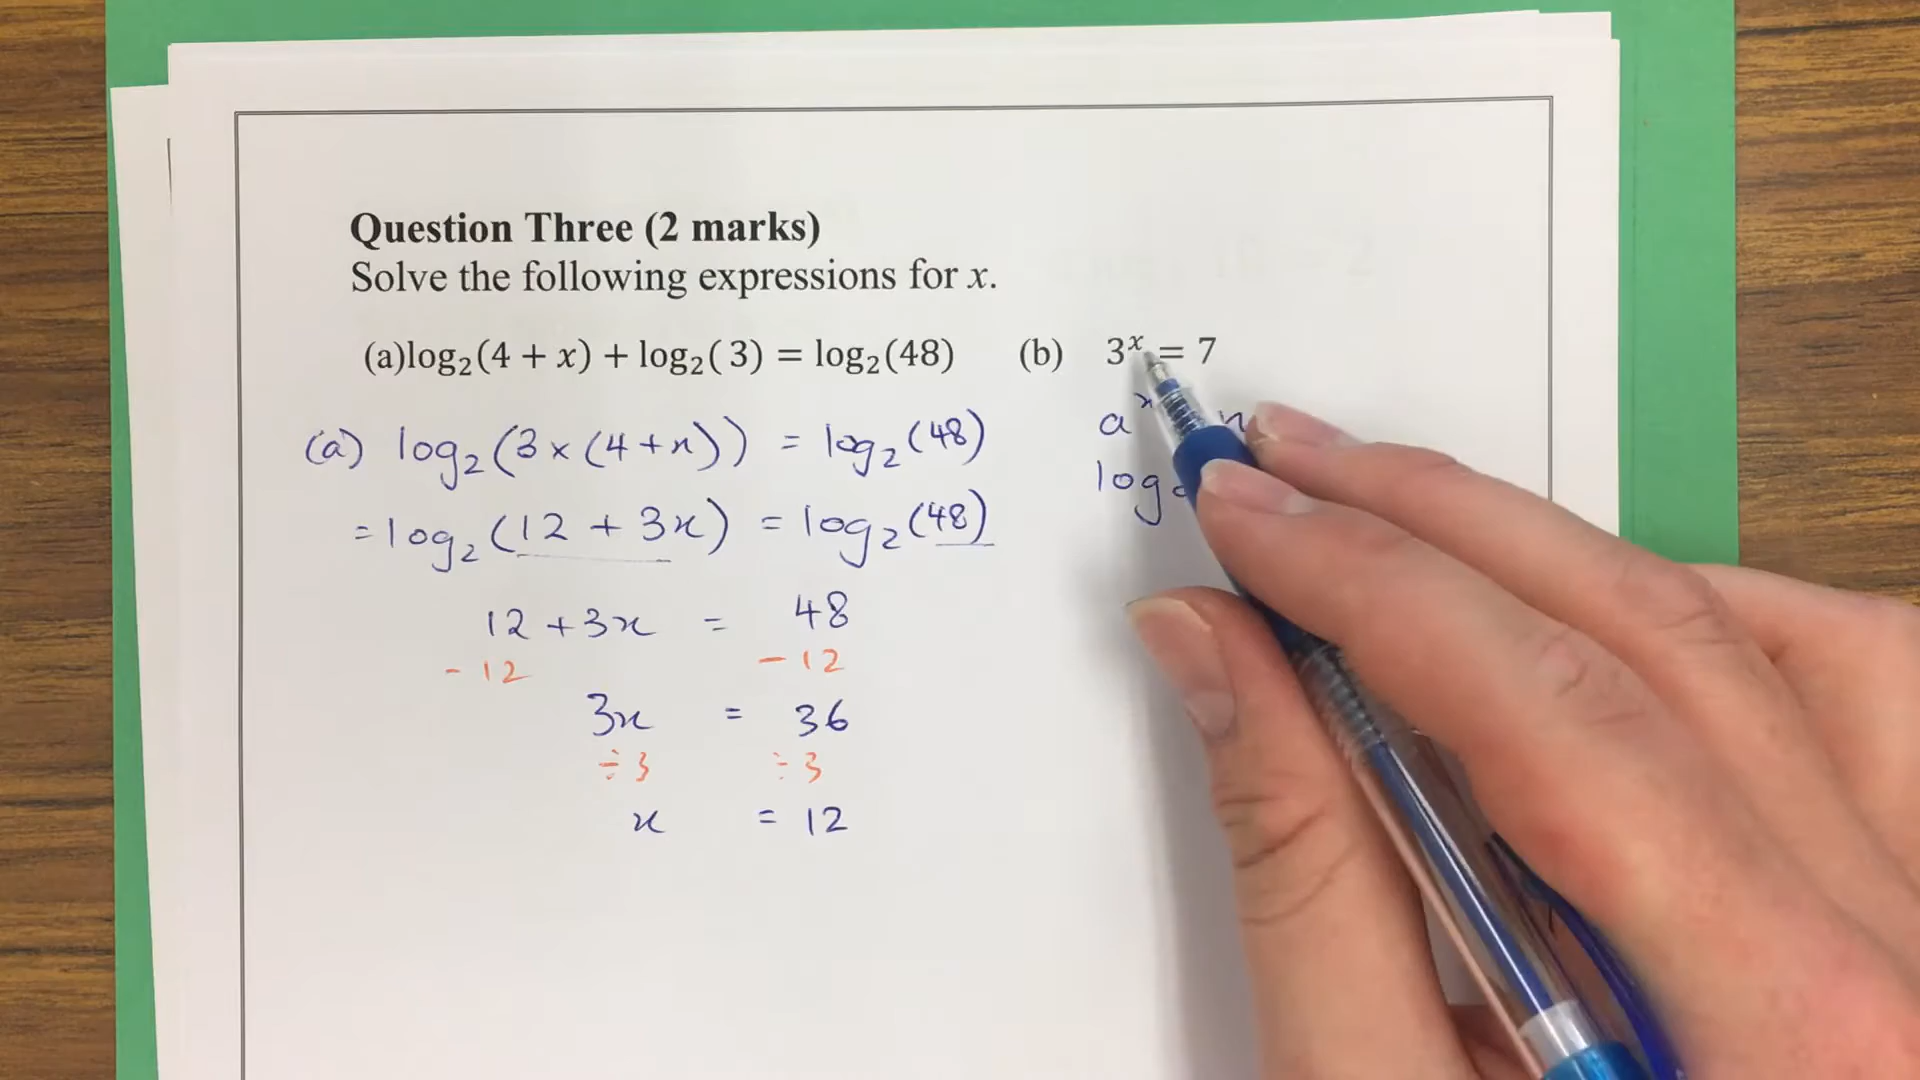 Question Three (2 marks)
Solve the following expressions for x.
(a)log₂(4 + x) + log₂( 3) = log₂(48) (b) 3ˣ = 7
(a) log₂(3 × (4 + x)) = log₂(48)
= log₂(12 + 3x) = log₂(48)
12 + 3x = 48
- 12 - 12
3x = 36
÷ 3 ÷ 3
x = 12
aˣ n
log